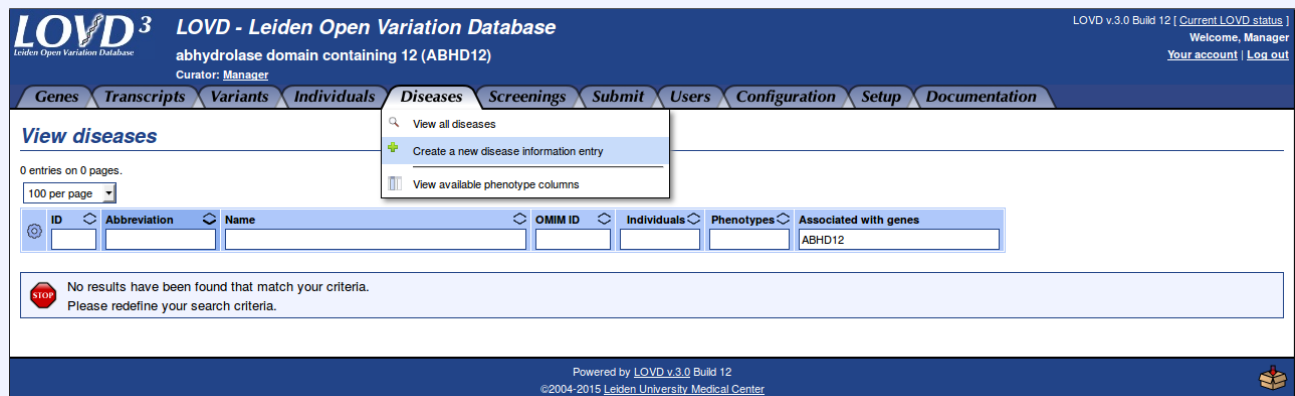 LOVD 3
Leiden Open Variation Database
LOVD - Leiden Open Variation Database
abhydrolase domain containing 12 (ABHD12)
Curator: Manager
LOVD v.3.0 Build 12 [ Current LOVD status ]
Welcome, Manager
Your account | Log out
Genes Transcripts Variants Individuals Diseases Screenings Submit Users Configuration Setup Documentation
View all diseases
Create a new disease information entry
View available phenotype columns
View diseases
0 entries on 0 pages.
100 per page
ID Abbreviation Name OMIM ID Individuals Phenotypes Associated with genes
ABHD12
STOP
No results have been found that match your criteria.
Please redefine your search criteria.
Powered by LOVD v.3.0 Build 12
©2004-2015 Leiden University Medical Center